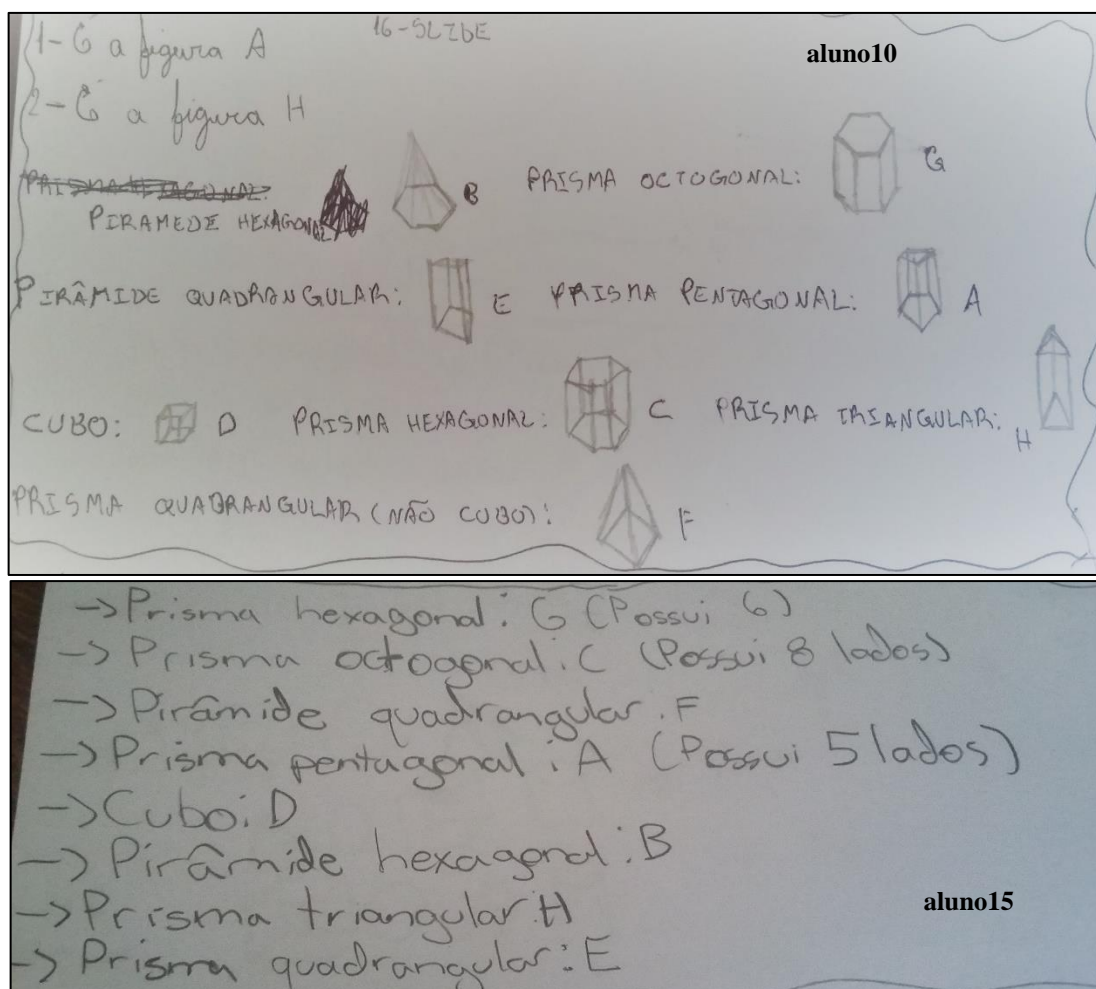 1- É a figura A
16-SLZbE
aluno10
2- É a figura H
PIRAMEDE HEXAGONAL B PRISMA OCTOGONAL: G
PIRÂMIDE QUADRANGULAR: E PRISMA PENTAGONAL: A
CUBO: D PRISMA HEXAGONAL: C PRISMA TRIANGULAR: H
PRISMA QUADRANGULAR (NÃO CUBO): F
-> Prisma hexagonal: G (Possui 6)
-> Prisma octogonal: C (Possui 8 lados)
-> Pirâmide quadrangular: F
-> Prisma pentagonal: A (Possui 5 lados)
-> Cubo: D
-> Pirâmide hexagonal: B
-> Prisma triangular: H
aluno15
-> Prisma quadrangular: E